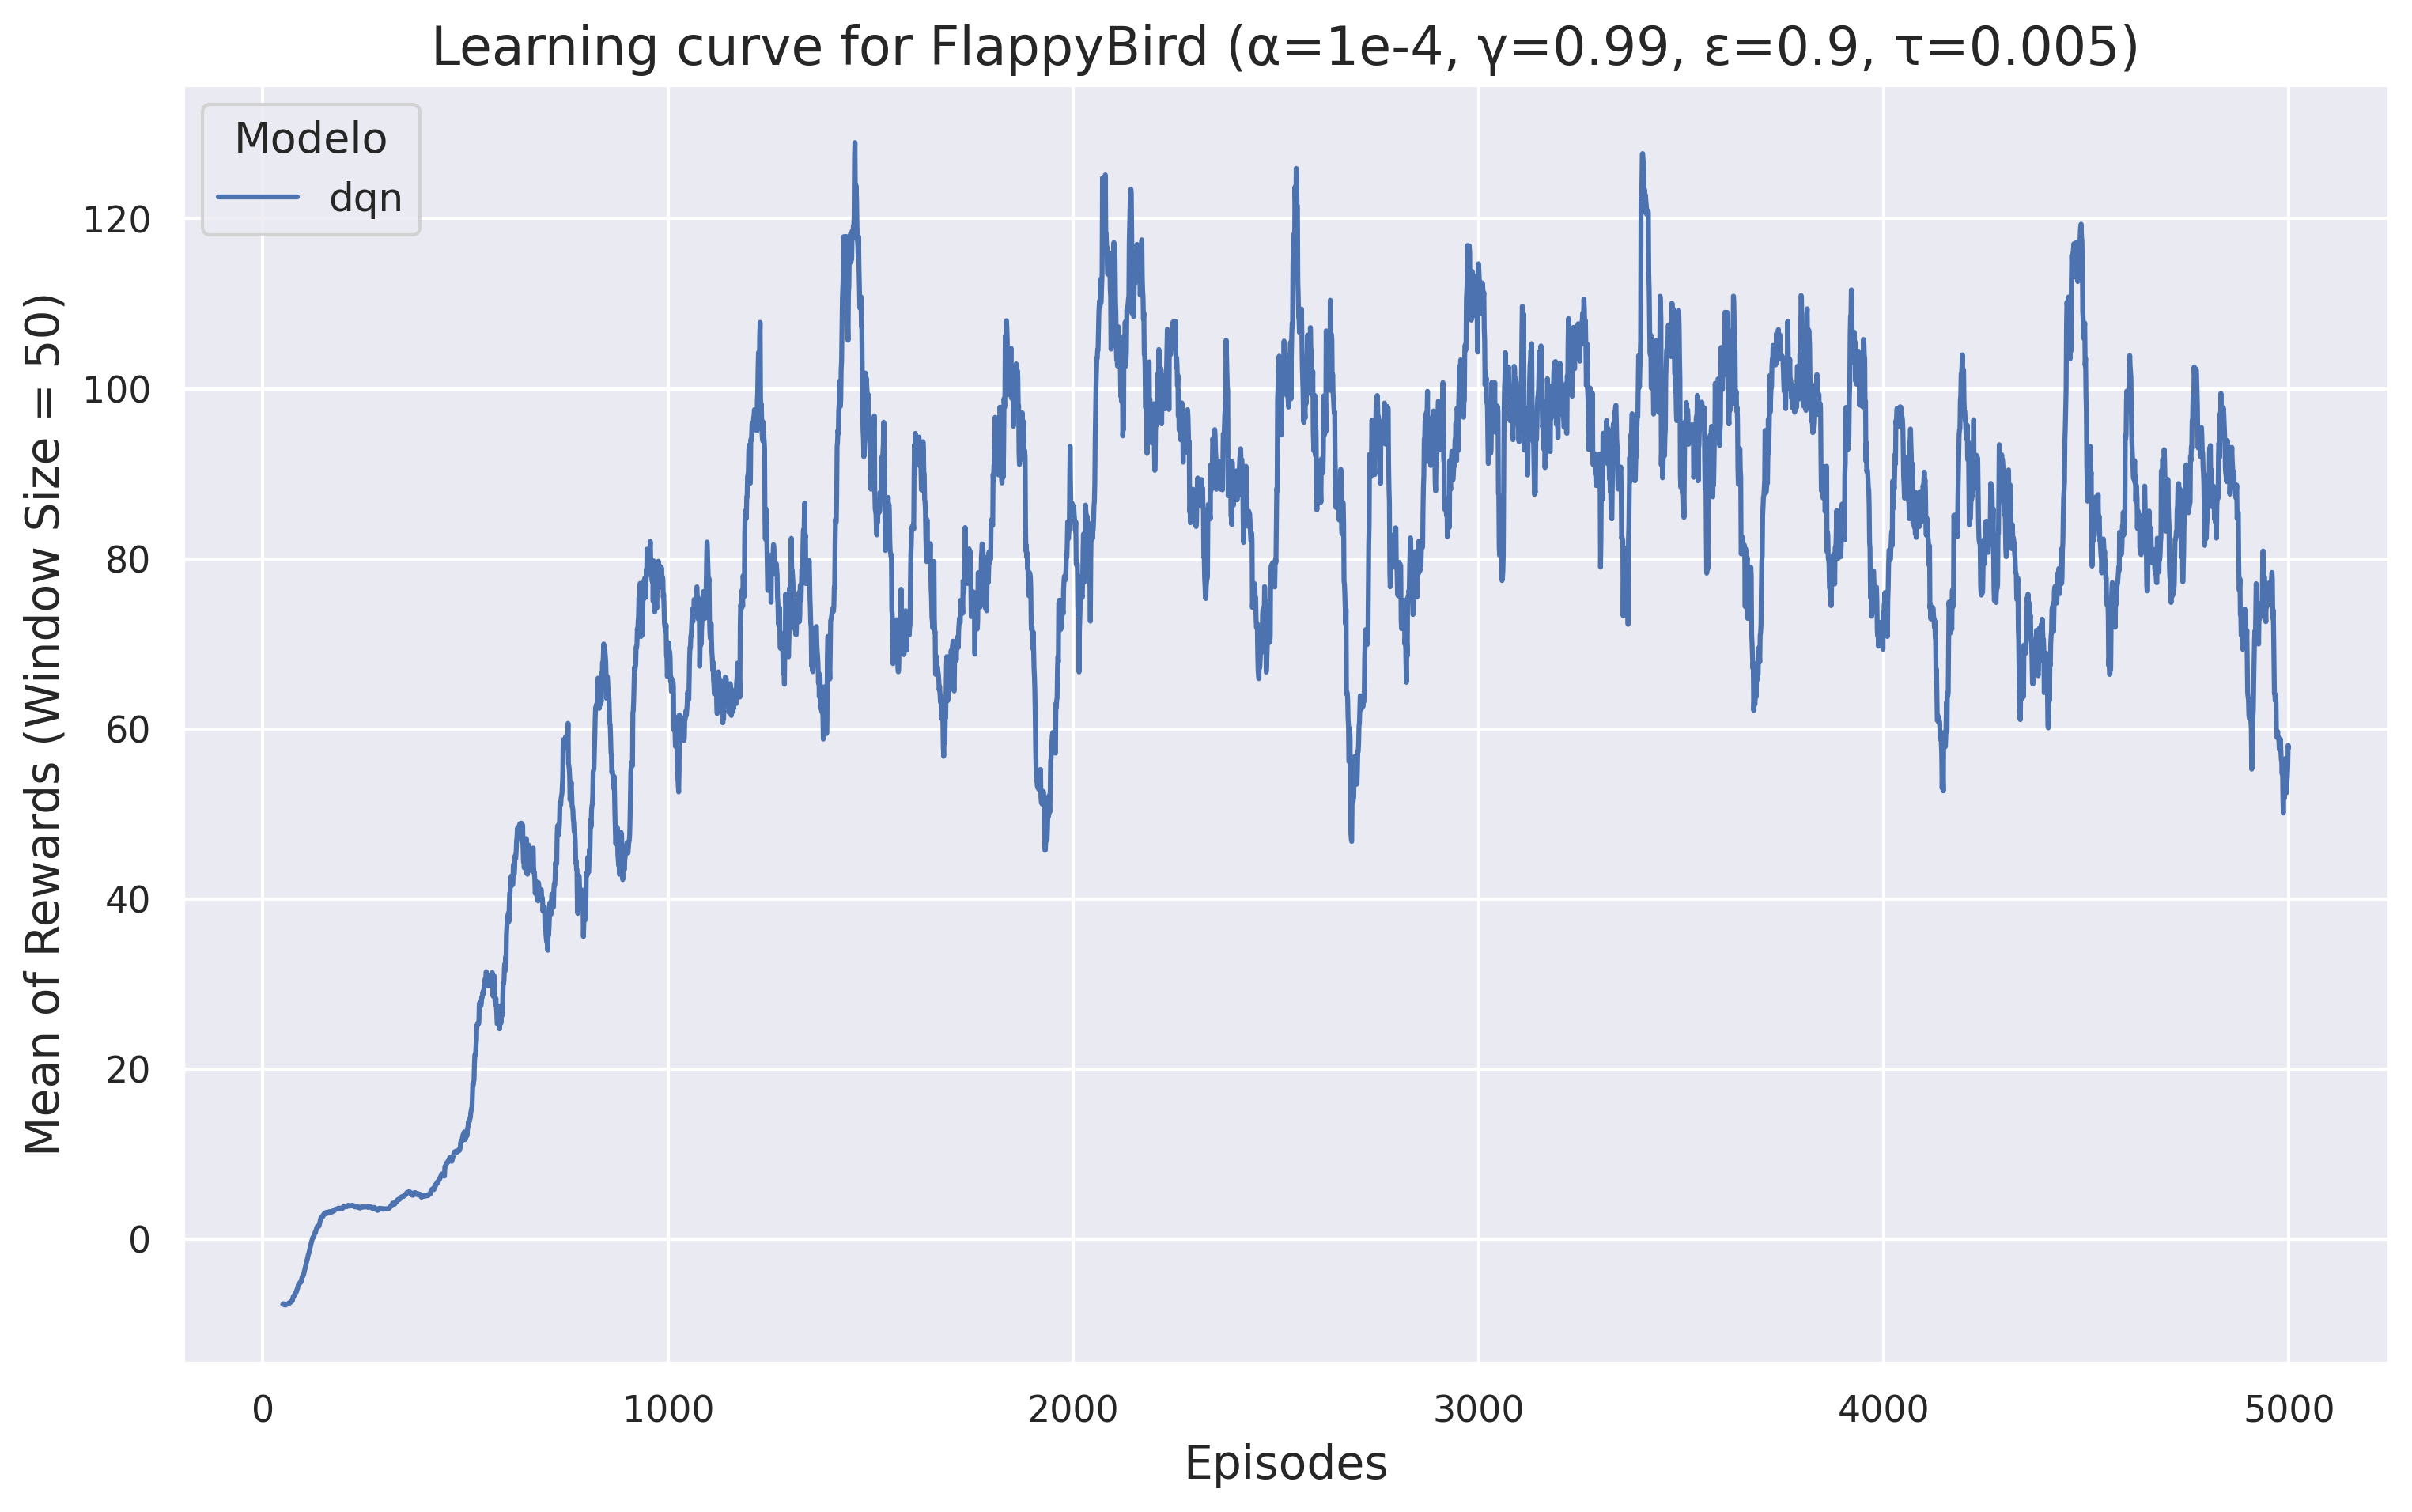 Learning curve for FlappyBird (α=1e-4, γ=0.99, ε=0.9, τ=0.005)
Modelo
dqn
Mean of Rewards (Window Size = 50)
120
100
80
60
40
20
0
0 1000 2000 3000 4000 5000
Episodes